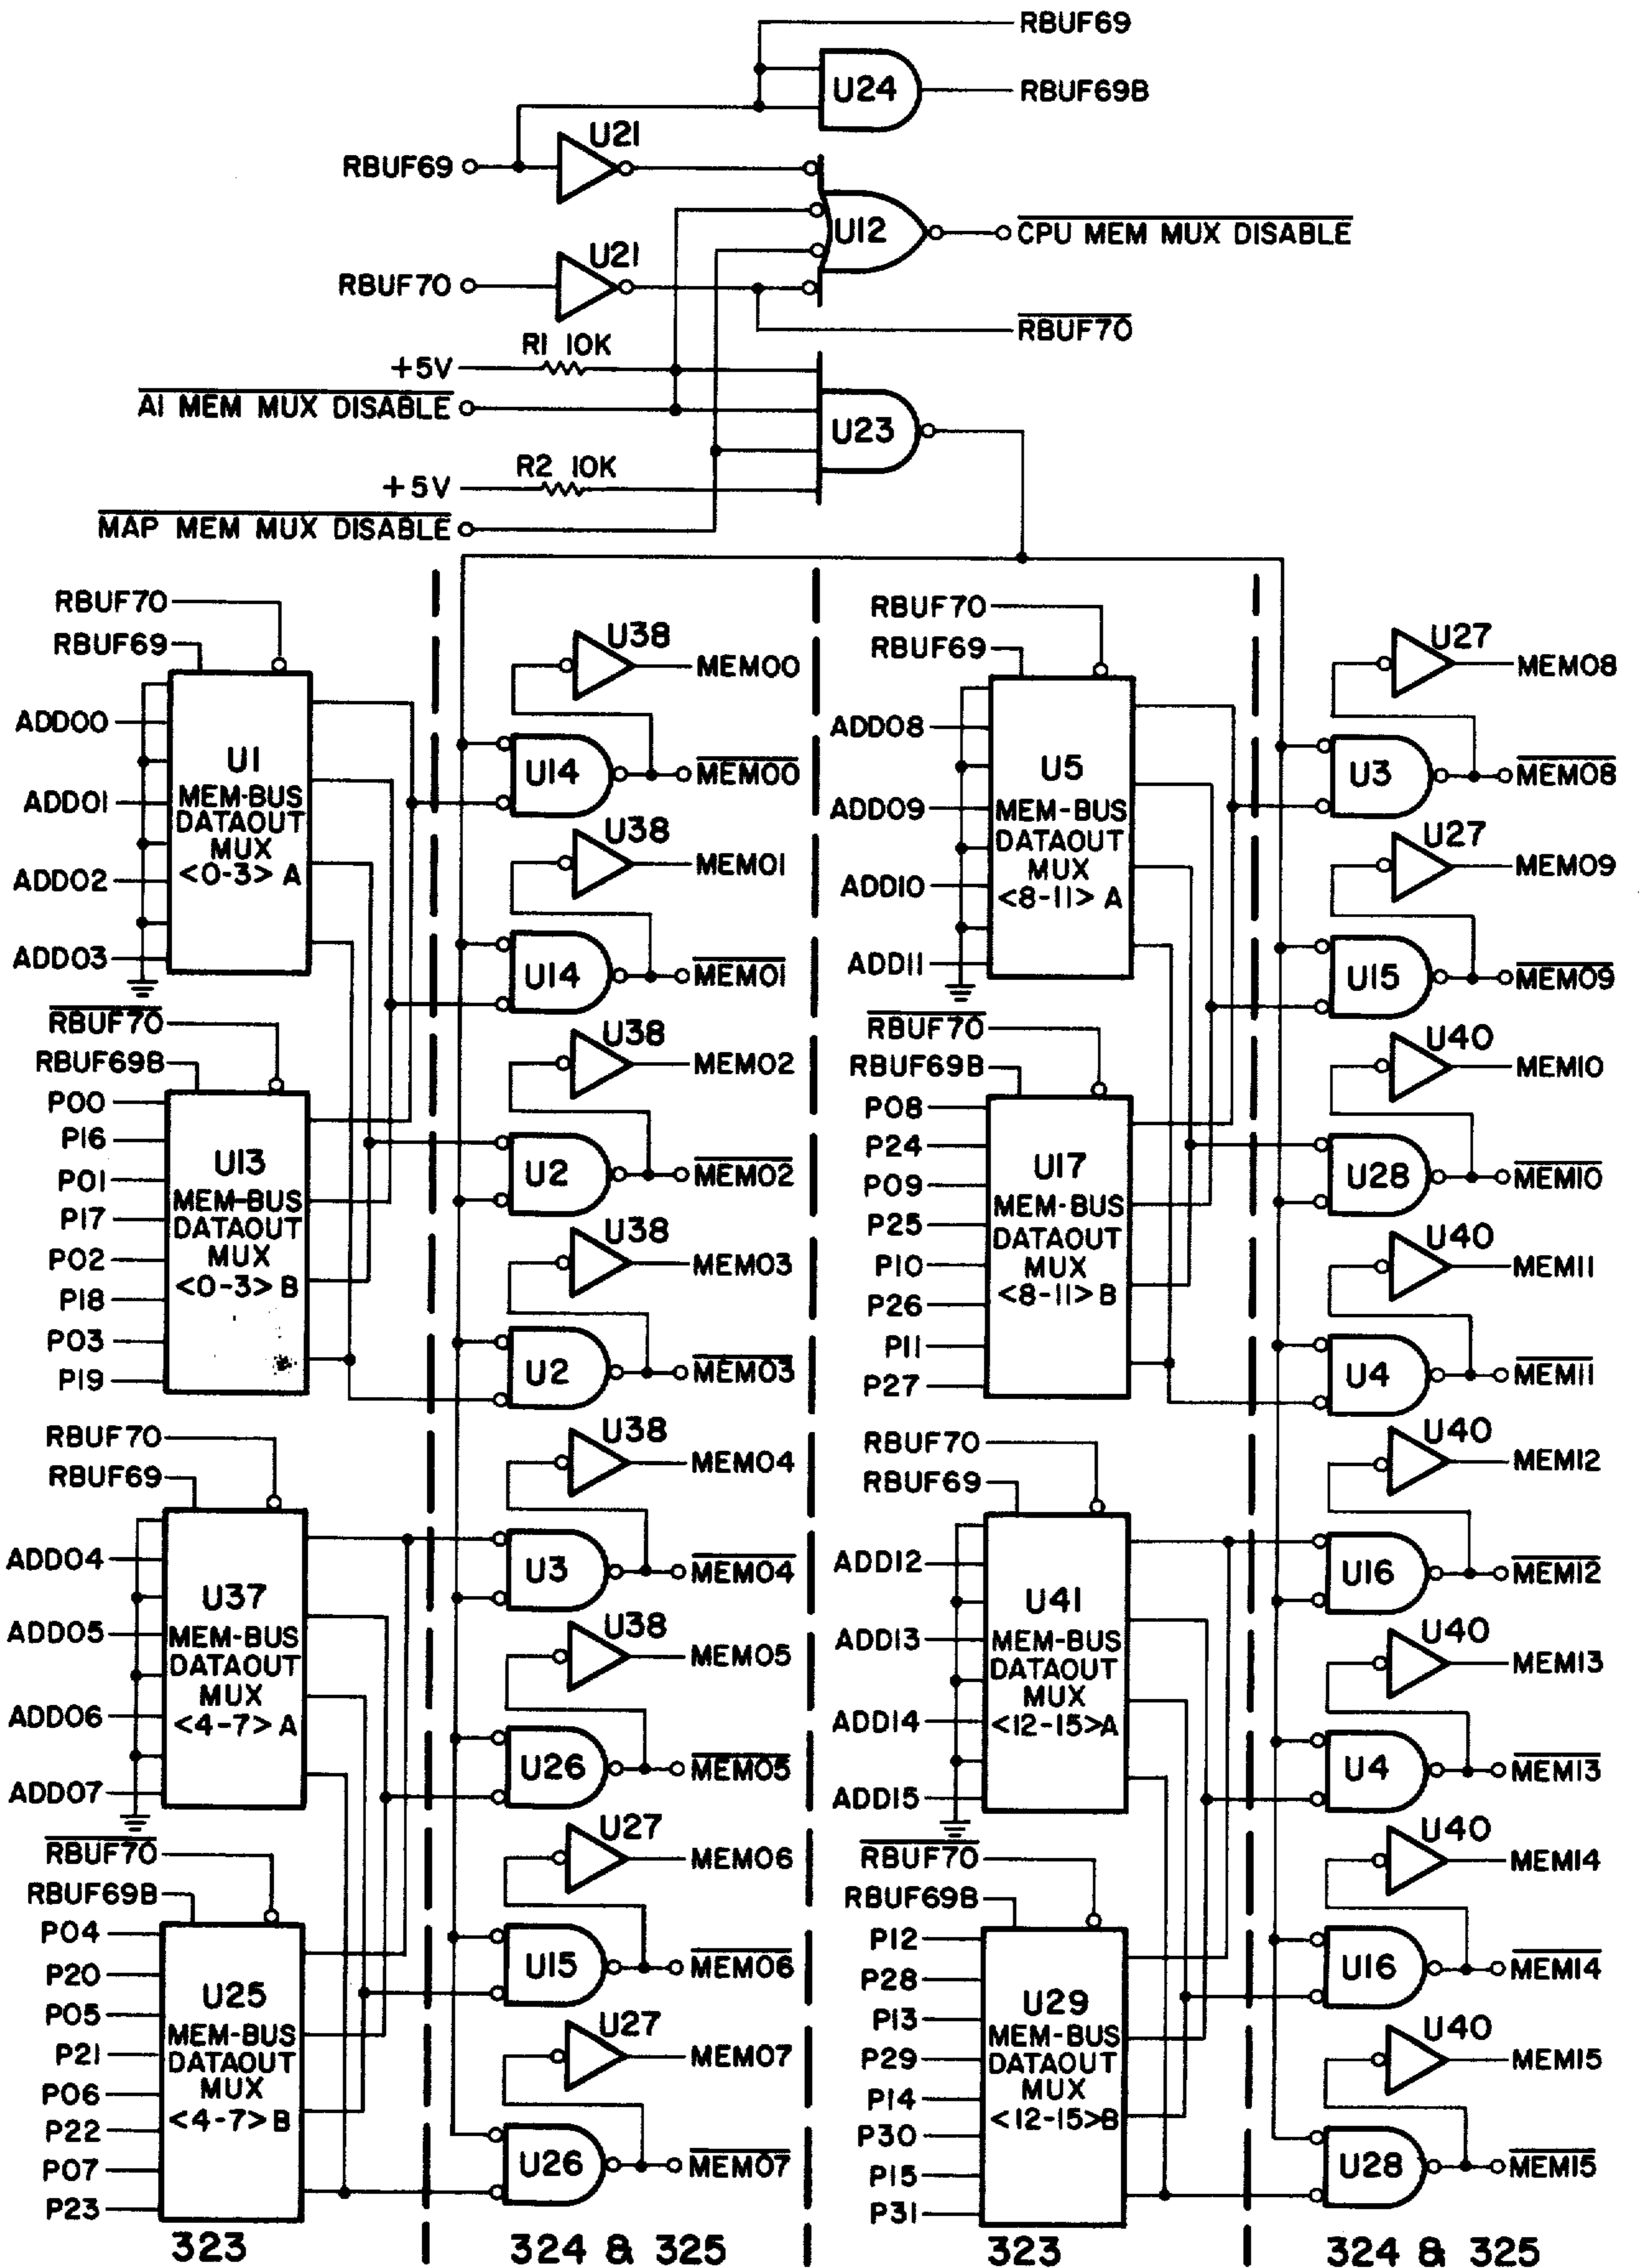 RBUF69
U24
RBUF69B
U21
RBUF69
U12
CPU MEM MUX DISABLE
U21
RBUF70
RBUF70
R1 10K
+5V
A1 MEM MUX DISABLE
U23
R2 10K
+5V
MAP MEM MUX DISABLE
RBUF70
RBUF69
ADD00
ADD01
ADD02
ADD03
U1
MEM-BUS
DATAOUT
MUX
<0-3> A
RBUF70
RBUF69B
P00
P16
P01
P17
P02
P18
P03
P19
U13
MEM-BUS
DATAOUT
MUX
<0-3> B
RBUF70
RBUF69
ADD04
ADD05
ADD06
ADD07
U37
MEM-BUS
DATAOUT
MUX
<4-7> A
RBUF70
RBUF69B
P04
P20
P05
P21
P06
P22
P07
P23
U25
MEM-BUS
DATAOUT
MUX
<4-7> B
323
U38
MEM00
U14
MEM00
U38
MEM01
U14
MEM01
U38
MEM02
U2
MEM02
U38
MEM03
U2
MEM03
U38
MEM04
U3
MEM04
U38
MEM05
U26
MEM05
U27
MEM06
U15
MEM06
U27
MEM07
U26
MEM07
324 & 325
RBUF70
RBUF69
ADD08
ADD09
ADD10
ADD11
U5
MEM-BUS
DATAOUT
MUX
<8-11> A
RBUF70
RBUF69B
P08
P24
P09
P25
P10
P26
P11
P27
U17
MEM-BUS
DATAOUT
MUX
<8-11> B
RBUF70
RBUF69
ADD12
ADD13
ADD14
ADD15
U41
MEM-BUS
DATAOUT
MUX
<12-15>A
RBUF70
RBUF69B
P12
P28
P13
P29
P14
P30
P15
P31
U29
MEM-BUS
DATAOUT
MUX
<12-15>B
323
U27
MEM08
U3
MEM08
U27
MEM09
U15
MEM09
U40
MEM10
U28
MEM10
U40
MEM11
U4
MEM11
U40
MEM12
U16
MEM12
U40
MEM13
U4
MEM13
U40
MEM14
U16
MEM14
U40
MEM15
U28
MEM15
324 & 325